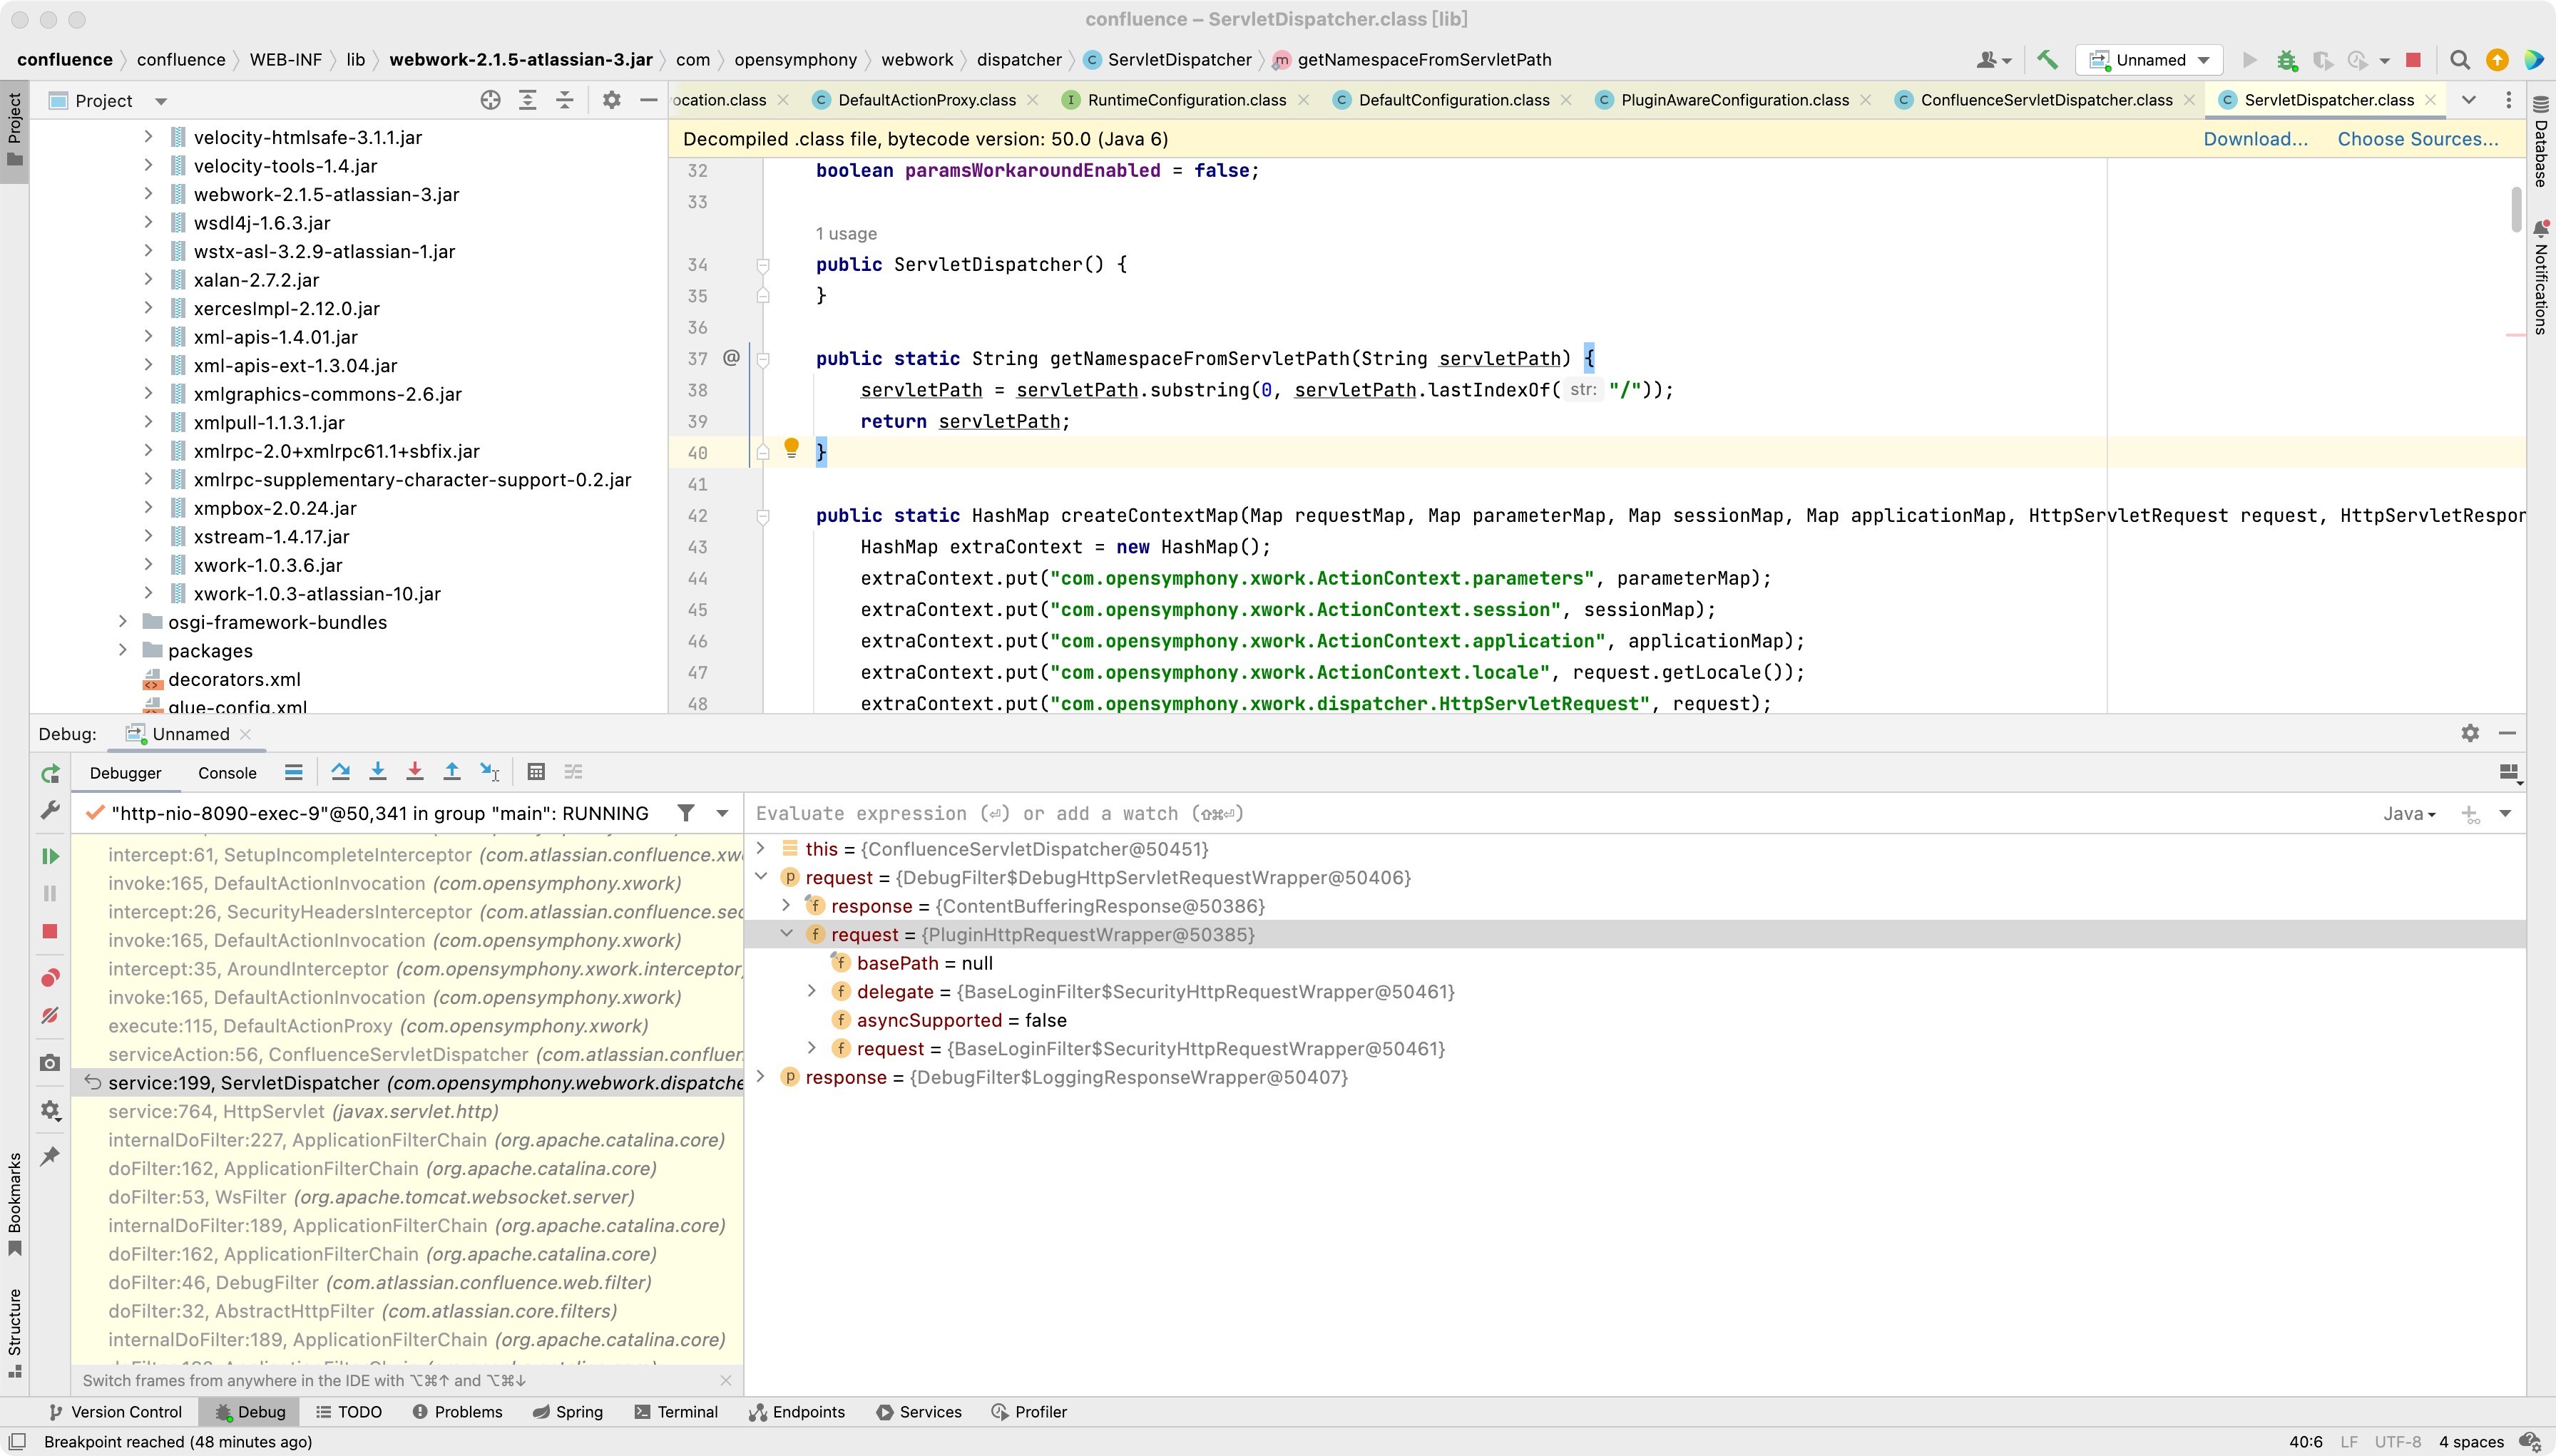 confluence – ServletDispatcher.class [lib]
confluence confluence WEB-INF lib webwork-2.1.5-atlassian-3.jar com opensymphony webwork dispatcher ServletDispatcher getNamespaceFromServletPath Unnamed
Project
ocation.class DefaultActionProxy.class RuntimeConfiguration.class DefaultConfiguration.class PluginAwareConfiguration.class ConfluenceServletDispatcher.class ServletDispatcher.class
Decompiled .class file, bytecode version: 50.0 (Java 6) Download... Choose Sources...
velocity-htmlsafe-3.1.1.jar
velocity-tools-1.4.jar
webwork-2.1.5-atlassian-3.jar
wsdl4j-1.6.3.jar
wstx-asl-3.2.9-atlassian-1.jar
xalan-2.7.2.jar
xercesImpl-2.12.0.jar
xml-apis-1.4.01.jar
xml-apis-ext-1.3.04.jar
xmlgraphics-commons-2.6.jar
xmlpull-1.1.3.1.jar
xmlrpc-2.0+xmlrpc61.1+sbfix.jar
xmlrpc-supplementary-character-support-0.2.jar
xmpbox-2.0.24.jar
xstream-1.4.17.jar
xwork-1.0.3.6.jar
xwork-1.0.3-atlassian-10.jar
osgi-framework-bundles
packages
decorators.xml
glue-config.xml
32 boolean paramsWorkaroundEnabled = false;
33
1 usage
34 public ServletDispatcher() {
35 }
36
37 @ public static String getNamespaceFromServletPath(String servletPath) {
38 servletPath = servletPath.substring(0, servletPath.lastIndexOf( str: "/"));
39 return servletPath;
40 }
41
42 public static HashMap createContextMap(Map requestMap, Map parameterMap, Map sessionMap, Map applicationMap, HttpServletRequest request, HttpServletRespon
43 HashMap extraContext = new HashMap();
44 extraContext.put("com.opensymphony.xwork.ActionContext.parameters", parameterMap);
45 extraContext.put("com.opensymphony.xwork.ActionContext.session", sessionMap);
46 extraContext.put("com.opensymphony.xwork.ActionContext.application", applicationMap);
47 extraContext.put("com.opensymphony.xwork.ActionContext.locale", request.getLocale());
48 extraContext.put("com.opensymphony.xwork.dispatcher.HttpServletRequest", request);
Project
Bookmarks
Structure
Database
Notifications
Debug: Unnamed
Debugger Console
"http-nio-8090-exec-9"@50,341 in group "main": RUNNING
intercept:61, SetupIncompleteInterceptor (com.atlassian.confluence.xw
invoke:165, DefaultActionInvocation (com.opensymphony.xwork)
intercept:26, SecurityHeadersInterceptor (com.atlassian.confluence.sec
invoke:165, DefaultActionInvocation (com.opensymphony.xwork)
intercept:35, AroundInterceptor (com.opensymphony.xwork.interceptor)
invoke:165, DefaultActionInvocation (com.opensymphony.xwork)
execute:115, DefaultActionProxy (com.opensymphony.xwork)
serviceAction:56, ConfluenceServletDispatcher (com.atlassian.confluen
service:199, ServletDispatcher (com.opensymphony.webwork.dispatche
service:764, HttpServlet (javax.servlet.http)
internalDoFilter:227, ApplicationFilterChain (org.apache.catalina.core)
doFilter:162, ApplicationFilterChain (org.apache.catalina.core)
doFilter:53, WsFilter (org.apache.tomcat.websocket.server)
internalDoFilter:189, ApplicationFilterChain (org.apache.catalina.core)
doFilter:162, ApplicationFilterChain (org.apache.catalina.core)
doFilter:46, DebugFilter (com.atlassian.confluence.web.filter)
doFilter:32, AbstractHttpFilter (com.atlassian.core.filters)
internalDoFilter:189, ApplicationFilterChain (org.apache.catalina.core)
Switch frames from anywhere in the IDE with ⌥⌘↑ and ⌥⌘↓
Evaluate expression (⏎) or add a watch (⇧⌘⏎) Java
this = {ConfluenceServletDispatcher@50451}
request = {DebugFilter$DebugHttpServletRequestWrapper@50406}
response = {ContentBufferingResponse@50386}
request = {PluginHttpRequestWrapper@50385}
basePath = null
delegate = {BaseLoginFilter$SecurityHttpRequestWrapper@50461}
asyncSupported = false
request = {BaseLoginFilter$SecurityHttpRequestWrapper@50461}
response = {DebugFilter$LoggingResponseWrapper@50407}
Version Control Debug TODO Problems Spring Terminal Endpoints Services Profiler
Breakpoint reached (48 minutes ago) 40:6 LF UTF-8 4 spaces